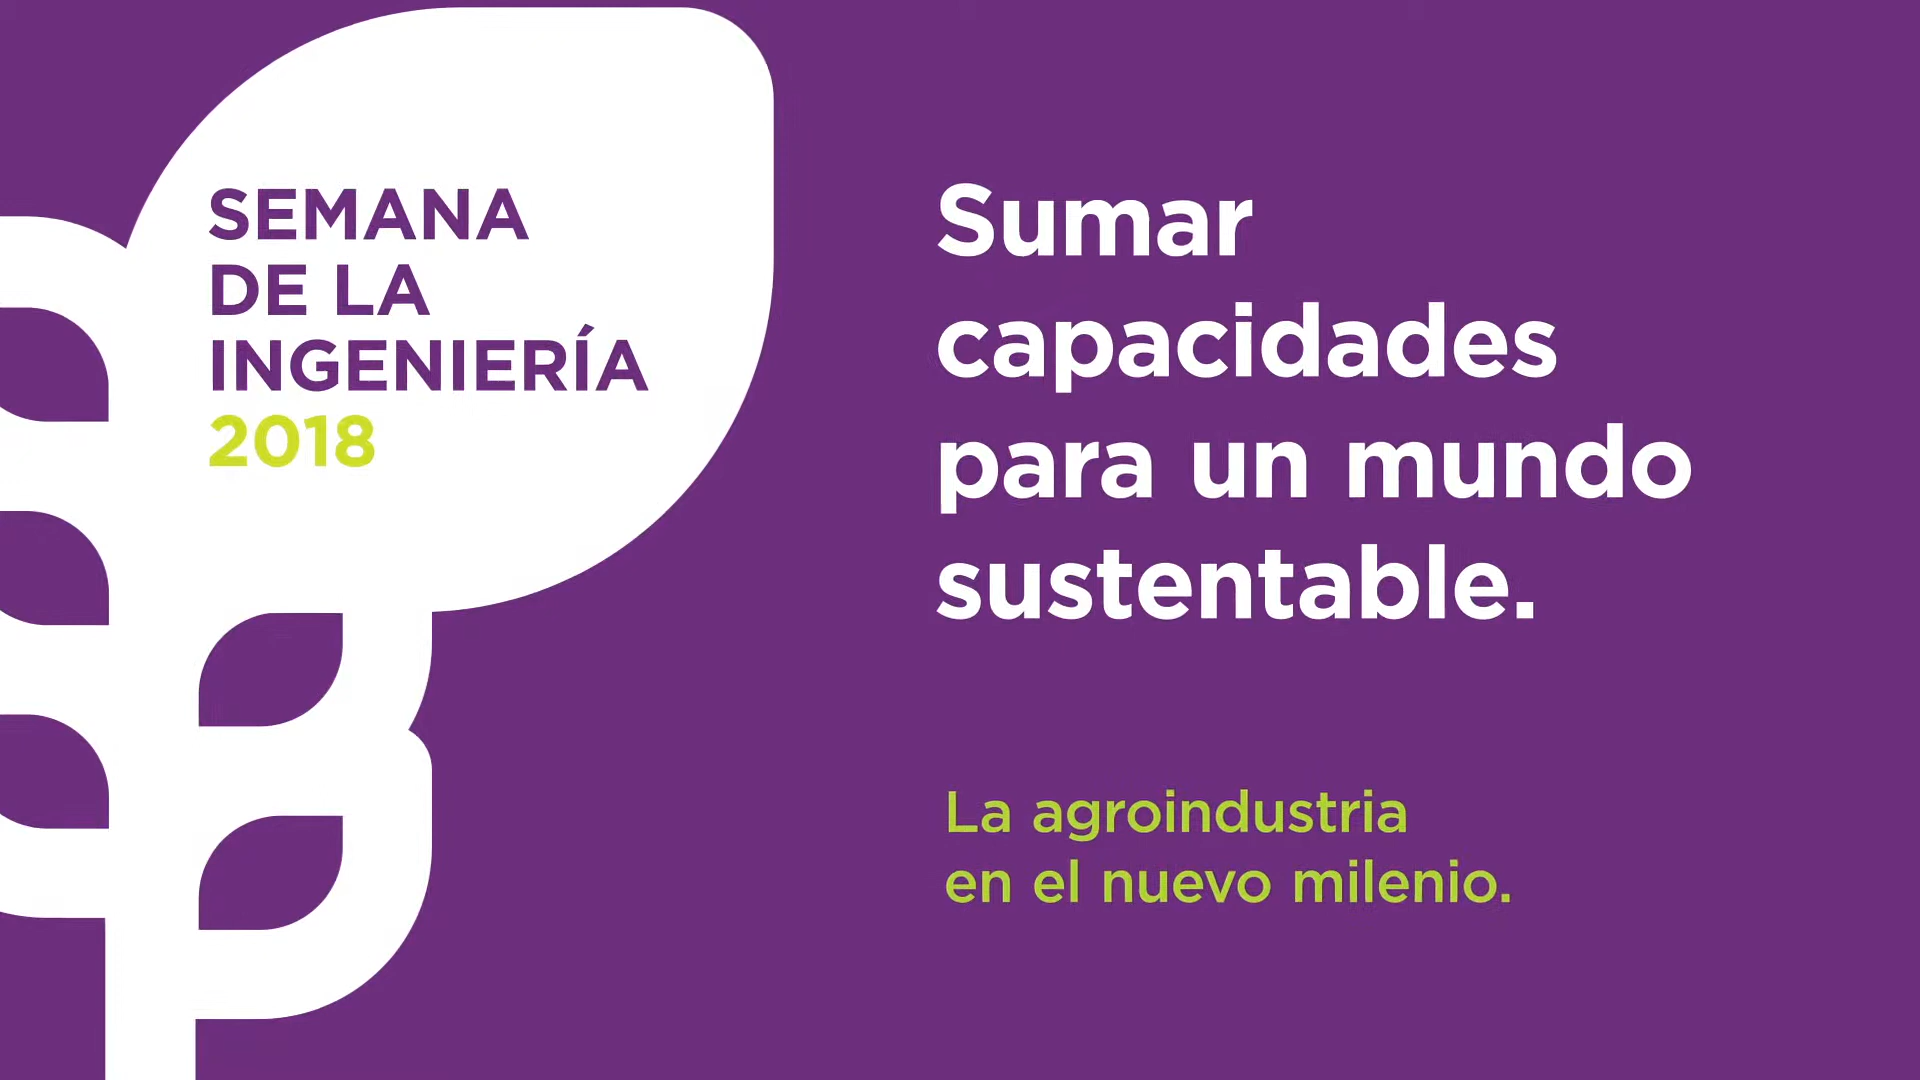 SEMANA
DE LA
INGENIERÍA
2018
Sumar
capacidades
para un mundo
sustentable.
La agroindustria
en el nuevo milenio.